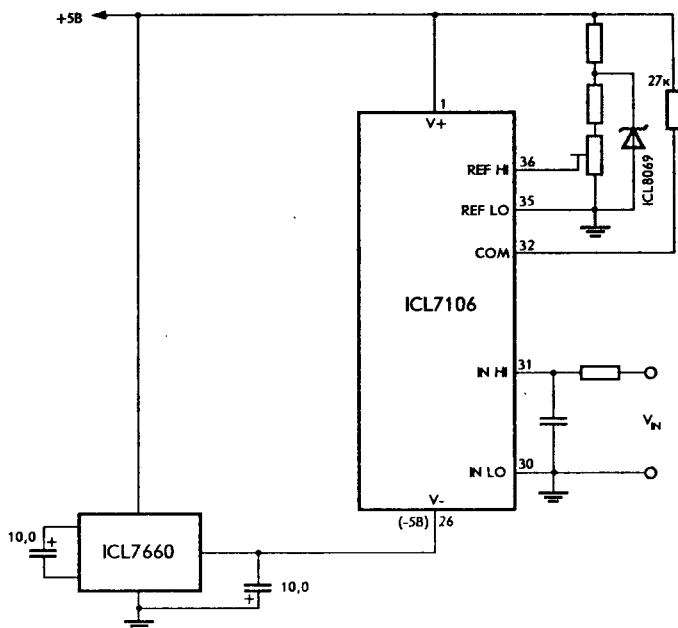 +5В
27к
1
V+
REF HI
36
ICL8069
REF LO
35
COM
32
ICL7106
IN HI
31
VIN
IN LO
30
V-
(-5В)
26
10,0
+
ICL7660
10,0
+